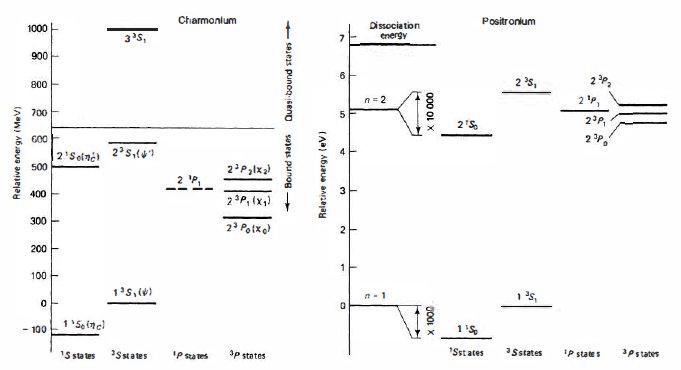 Charmonium
Relative energy (MeV)
1000
900
800
700
600
500
400
300
200
100
0
- 100
3 ³S₁
2 ¹S₀(η_C)
2 ³S₁(ψ')
2 ¹P₁
2 ³P₂(χ₂)
2 ³P₁(χ₁)
2 ³P₀(χ₀)
1 ³S₁(ψ)
1 ¹S₀(η_C)
Quasi-bound states
Bound states
¹S states
³S states
¹P states
³P states
Positronium
Relative energy (eV)
7
6
5
4
3
2
1
0
Dissociation
energy
n = 2
× 10 000
2 ¹S₀
2 ³S₁
2 ¹P₁
2 ³P₂
2 ³P₁
2 ³P₀
n = 1
× 1000
1 ³S₁
1 ¹S₀
¹S states
³S states
¹P states
³P states